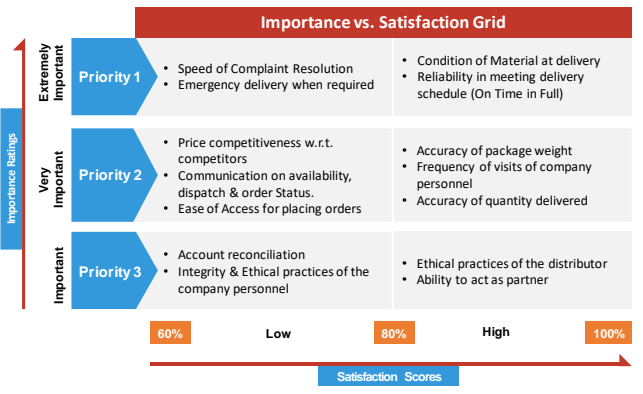 Importance vs. Satisfaction Grid
Importance Ratings
Extremely
Important
Priority 1
• Speed of Complaint Resolution
• Emergency delivery when required
• Condition of Material at delivery
• Reliability in meeting delivery
schedule (On Time in Full)
Very
Important
Priority 2
• Price competitiveness w.r.t.
competitors
• Communication on availability,
dispatch & order Status.
• Ease of Access for placing orders
• Accuracy of package weight
• Frequency of visits of company
personnel
• Accuracy of quantity delivered
Important
Priority 3
• Account reconciliation
• Integrity & Ethical practices of the
company personnel
• Ethical practices of the distributor
• Ability to act as partner
60%
Low
80%
High
100%
Satisfaction Scores